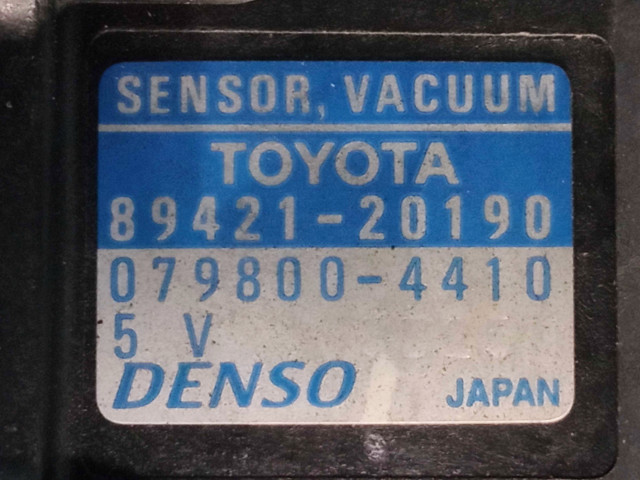 SENSOR, VACUUM
TOYOTA
89421-20190
079800-4410
5 V
DENSO JAPAN